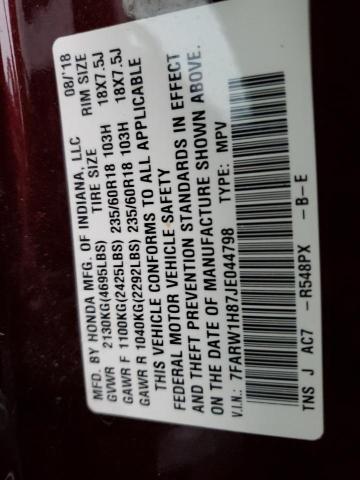 MFD. BY HONDA MFG. OF INDIANA, LLC 08/'18
GVWR 2130KG(4695LBS) TIRE SIZE RIM SIZE
GAWR F 1100KG(2425LBS) 235/60R18 103H 18X7.5J
GAWR R 1040KG(2292LBS) 235/60R18 103H 18X7.5J
THIS VEHICLE CONFORMS TO ALL APPLICABLE
FEDERAL MOTOR VEHICLE SAFETY
AND THEFT PREVENTION STANDARDS IN EFFECT
ON THE DATE OF MANUFACTURE SHOWN ABOVE.
V.I.N.: 7FARW1H87JE044798 TYPE: MPV
TNS J AC7 -R548PX -B-E